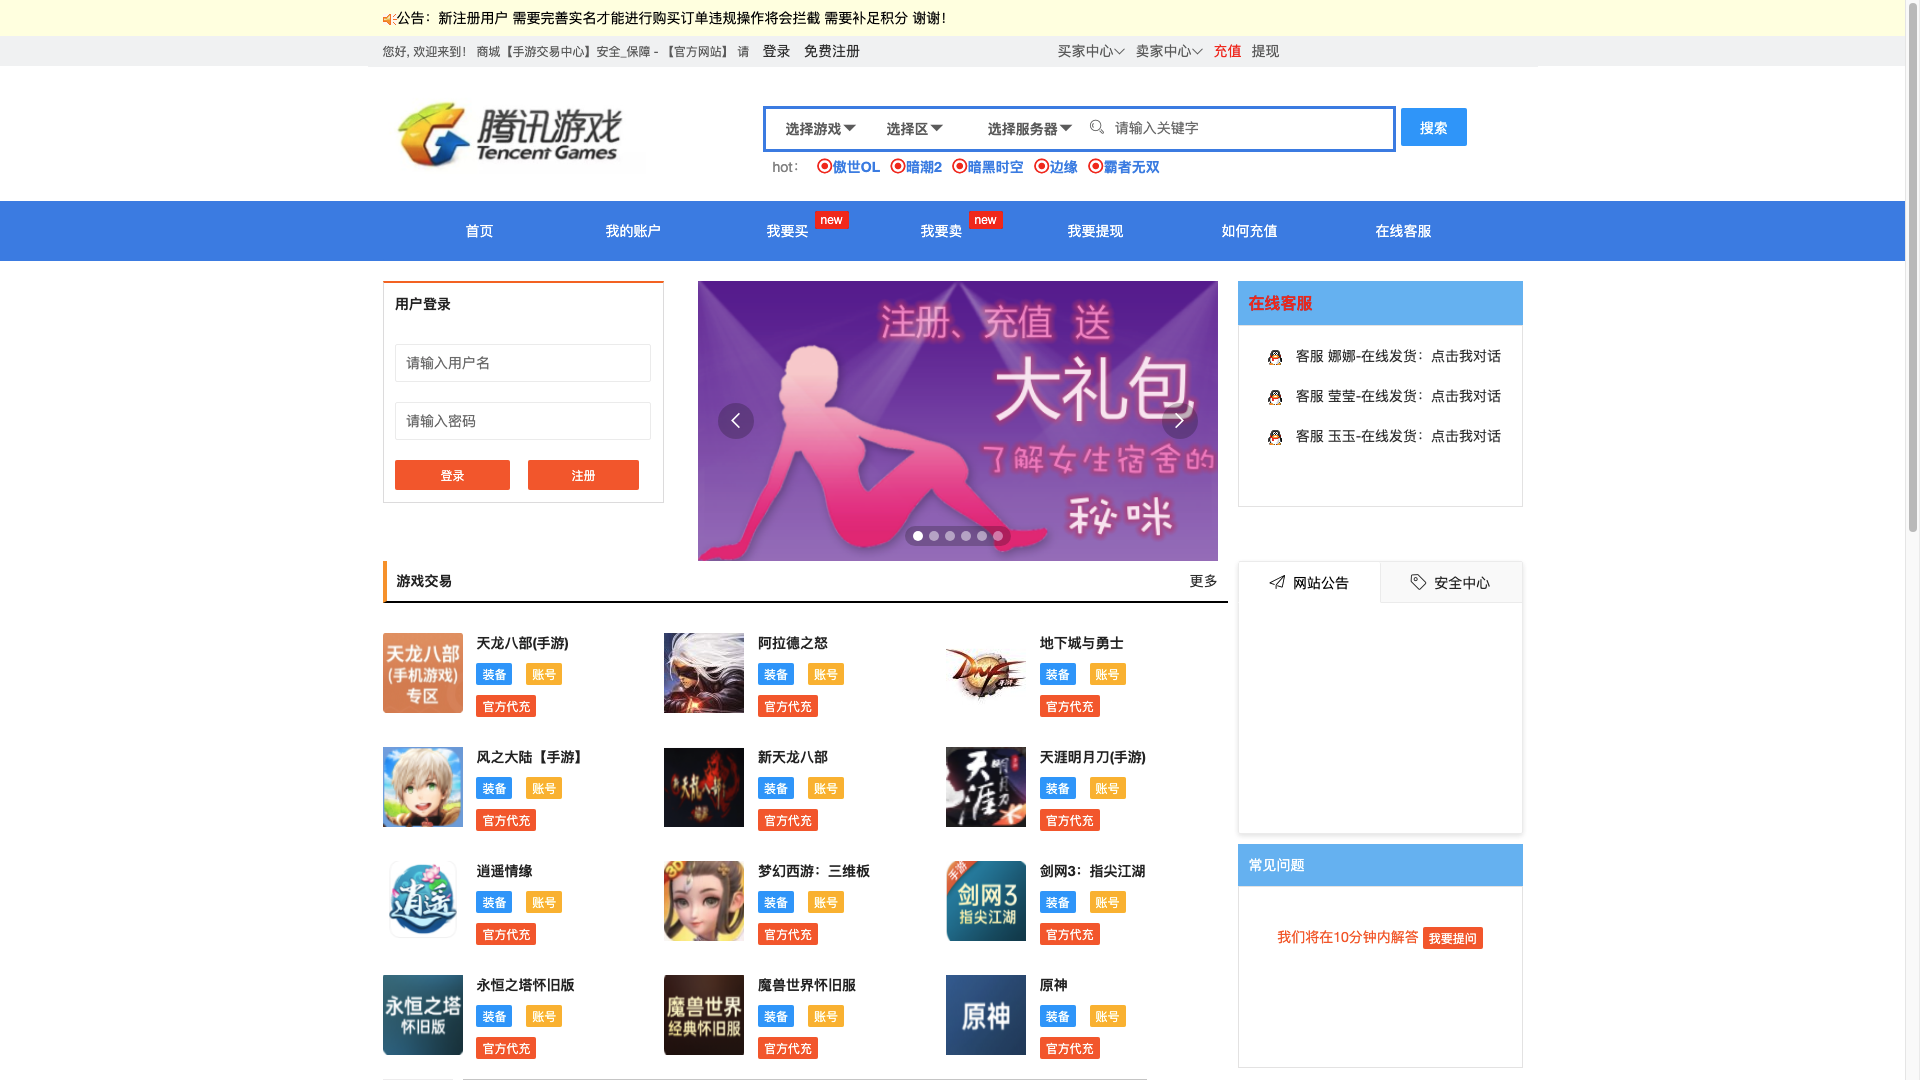 公告：新注册用户 需要完善实名才能进行购买订单违规操作将会拦截 需要补足积分 谢谢！
您好, 欢迎来到！ 商城【手游交易中心】安全_保障 - 【官方网站】 请 登录 免费注册
买家中心 卖家中心 充值 提现
腾讯游戏
Tencent Games
选择游戏 选择区 选择服务器 请输入关键字 搜索
hot： 傲世OL 暗潮2 暗黑时空 边缘 霸者无双
首页 我的账户 我要买 new 我要卖 new 我要提现 如何充值 在线客服
用户登录
请输入用户名
请输入密码
登录 注册
注册、充值 送
大礼包
了解女生宿舍的
秘咪
在线客服
客服 娜娜-在线发货：点击我对话
客服 莹莹-在线发货：点击我对话
客服 玉玉-在线发货：点击我对话
游戏交易 更多
网站公告 安全中心
天龙八部
(手机游戏)
专区
天龙八部(手游)
装备 账号
官方代充
阿拉德之怒
装备 账号
官方代充
DNF
手游
地下城与勇士
装备 账号
官方代充
风之大陆【手游】
装备 账号
官方代充
新天龙八部
装备 账号
官方代充
天涯
明月刀
天涯明月刀(手游)
装备 账号
官方代充
逍遥
逍遥情缘
装备 账号
官方代充
3D
梦幻西游：三维板
装备 账号
官方代充
手游
剑网3
指尖江湖
剑网3：指尖江湖
装备 账号
官方代充
永恒之塔
怀旧版
永恒之塔怀旧版
装备 账号
官方代充
魔兽世界
经典怀旧服
魔兽世界怀旧服
装备 账号
官方代充
原神
原神
装备 账号
官方代充
常见问题
我们将在10分钟内解答 我要提问